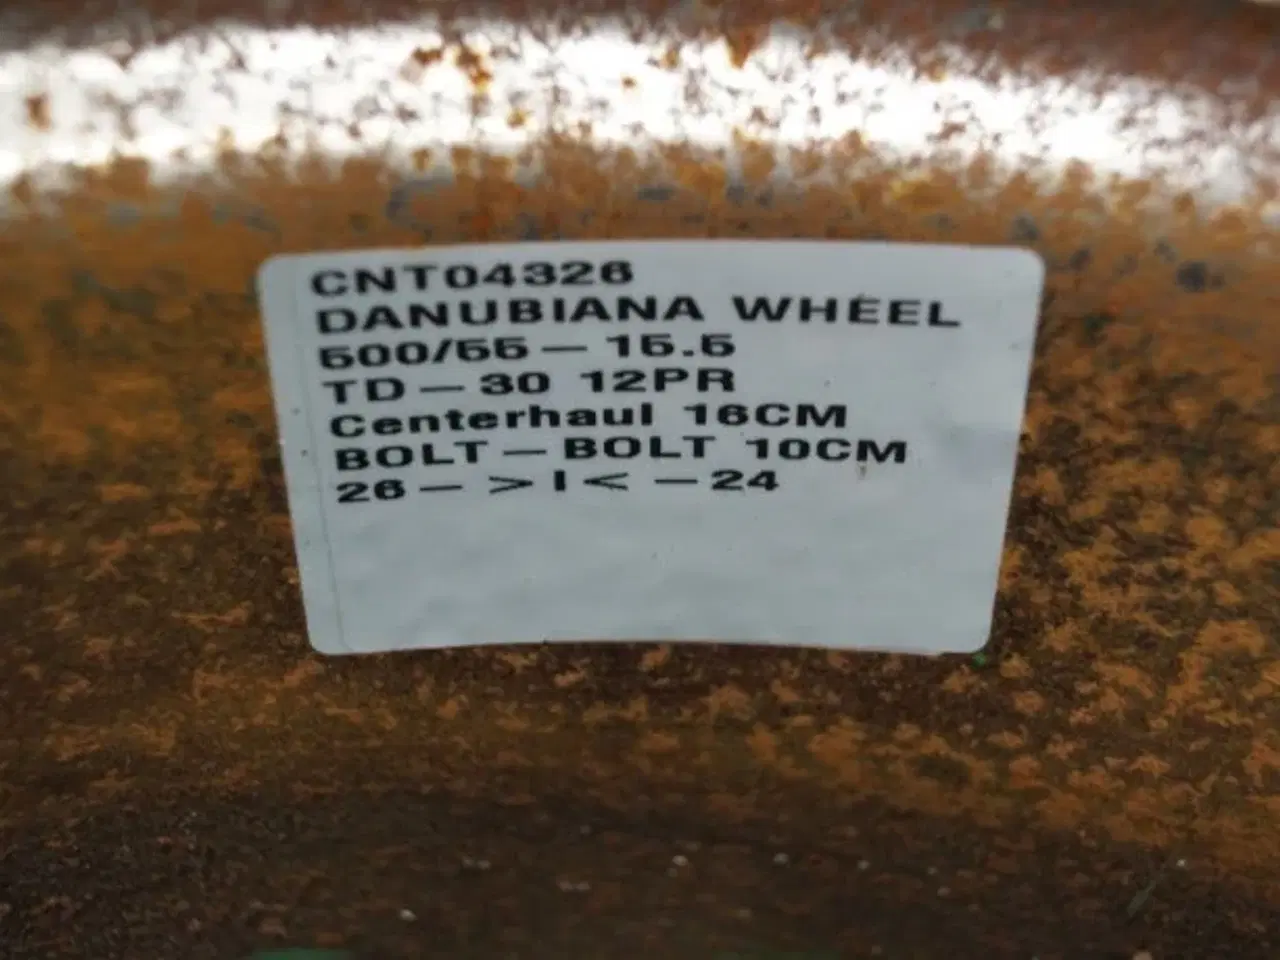 CNT04326
DANUBIANA WHEEL
500/55 – 15.5
TD – 30 12PR
Centerhaul 16CM
BOLT – BOLT 10CM
26 – > I < – 24